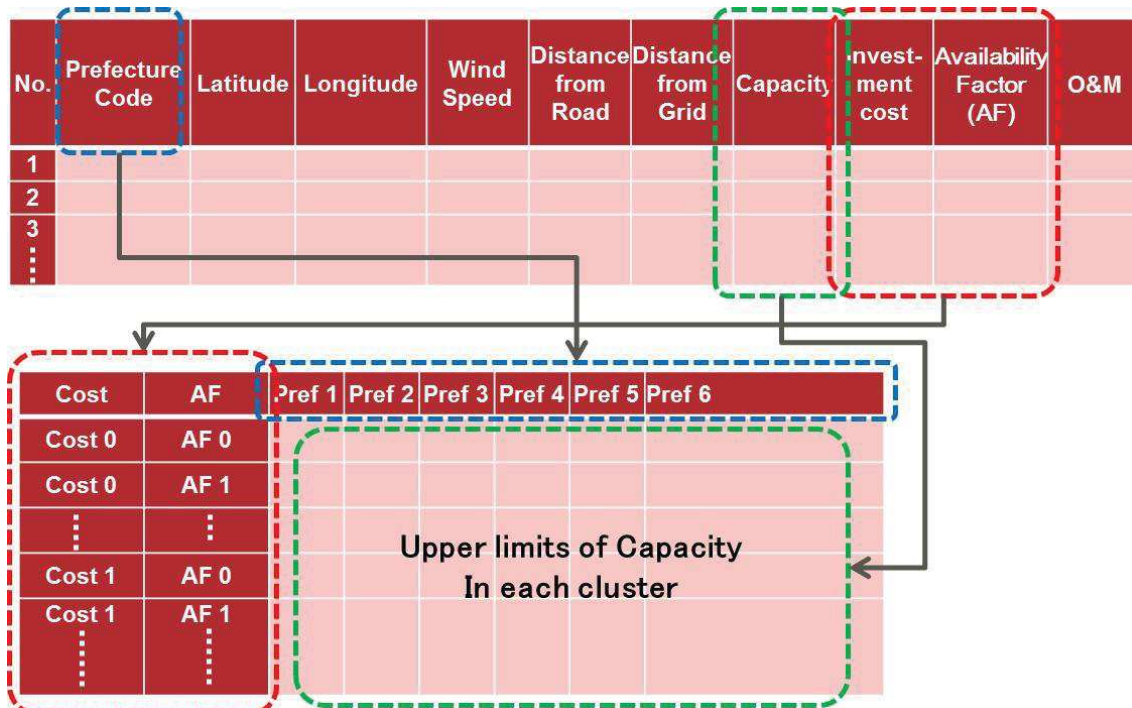 No. Prefecture Code Latitude Longitude Wind Speed Distance from Road Distance from Grid Capacity Invest-ment cost Availability Factor (AF) O&M
1
2
3
Cost AF Pref 1 Pref 2 Pref 3 Pref 4 Pref 5 Pref 6
Cost 0 AF 0
Cost 0 AF 1
Cost 1 AF 0
Cost 1 AF 1
Upper limits of Capacity
In each cluster